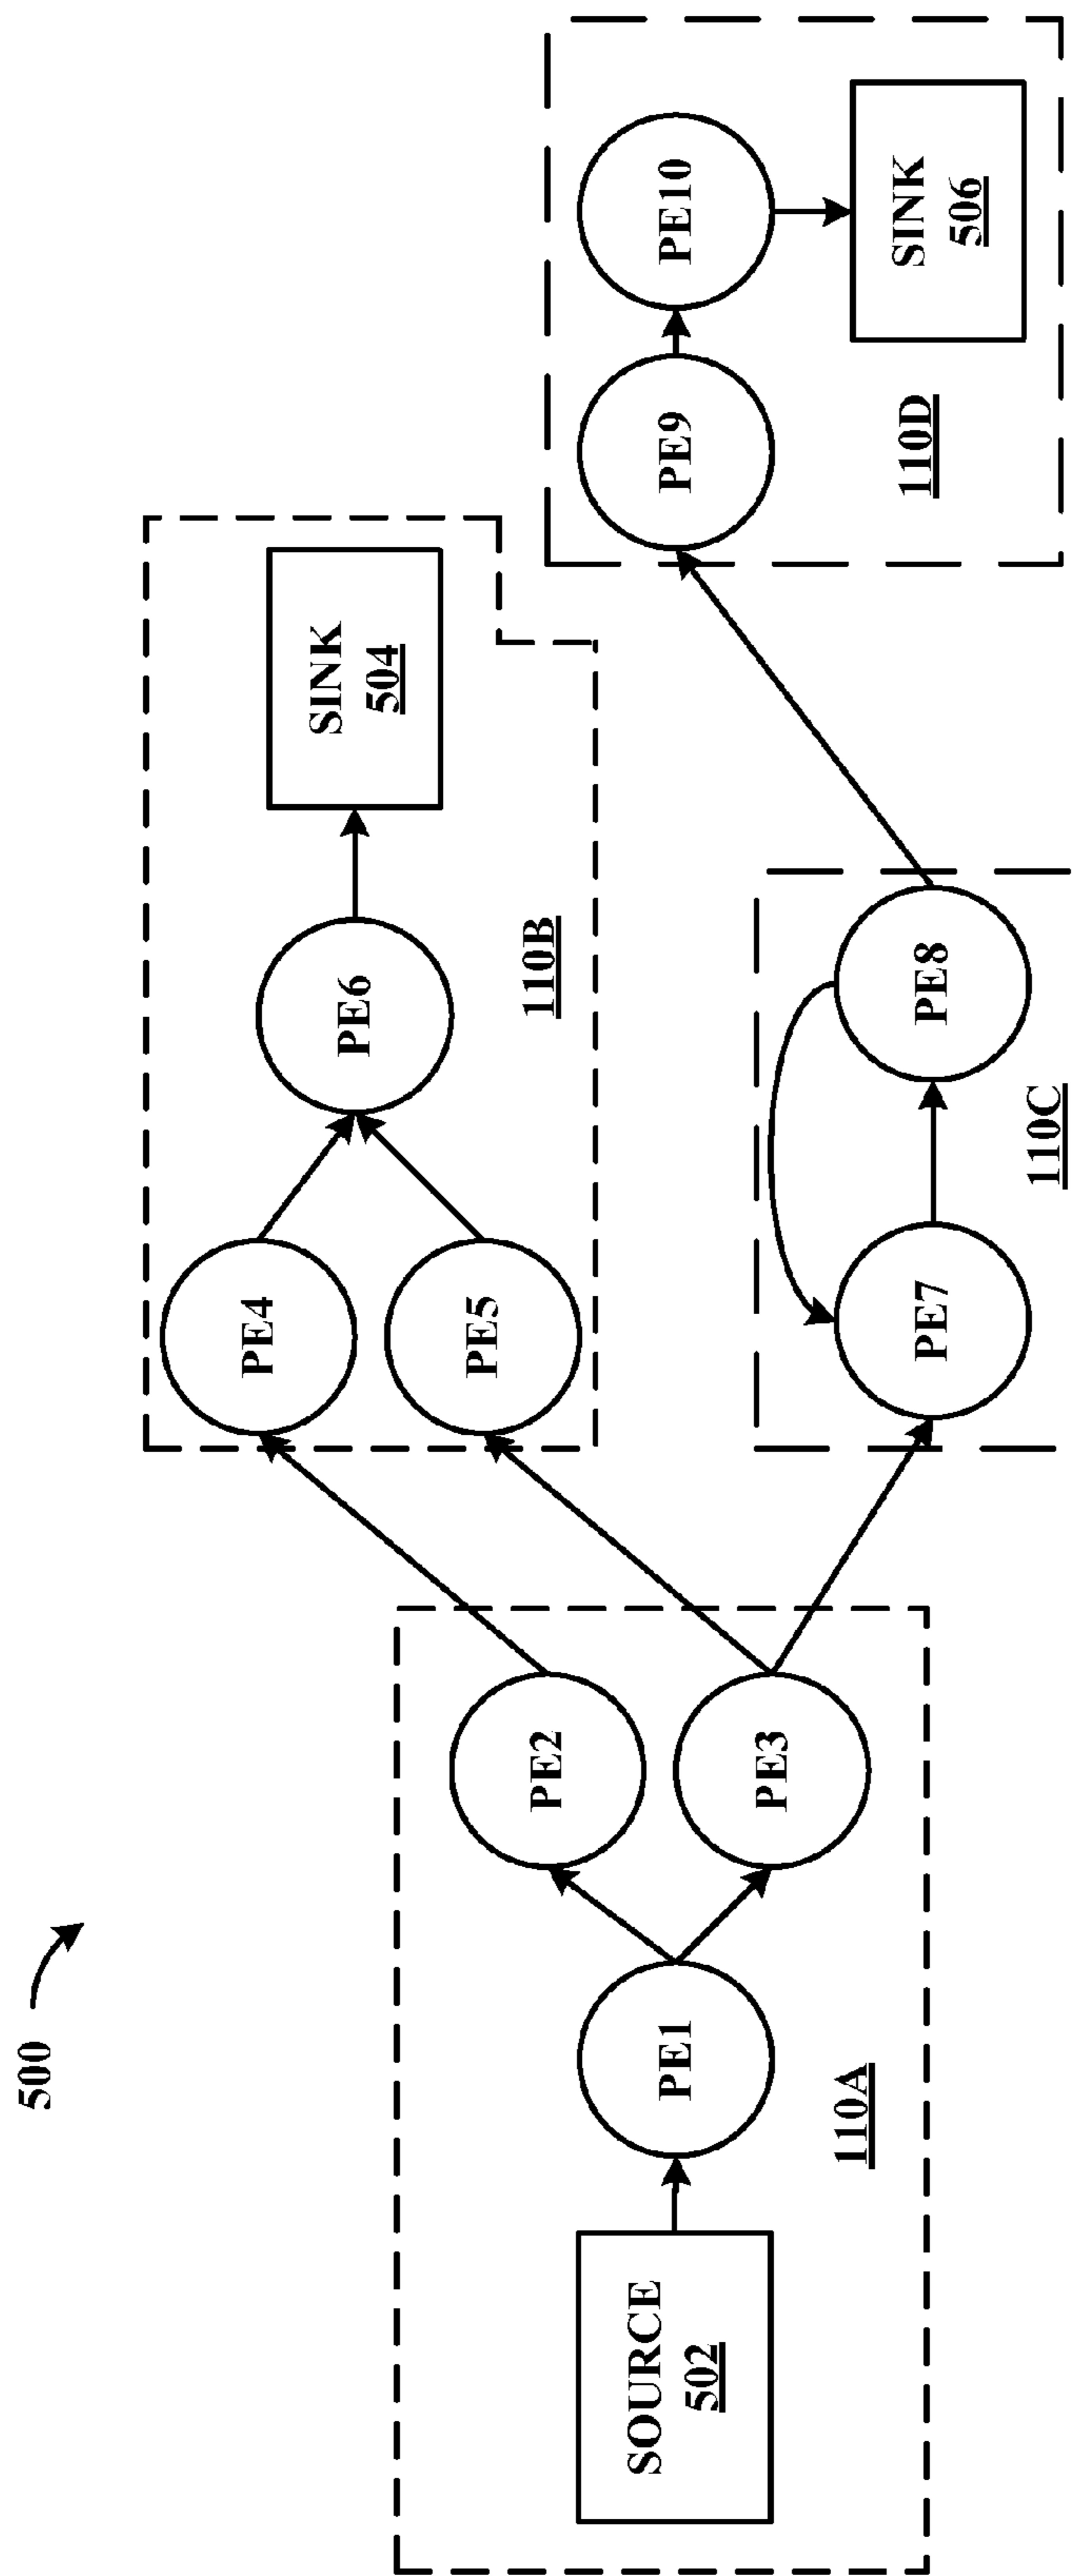 500
SOURCE
502
PE1
PE2
PE3
110A
PE4
PE5
PE6
SINK
504
110B
PE7
PE8
110C
PE9
PE10
SINK
506
110D